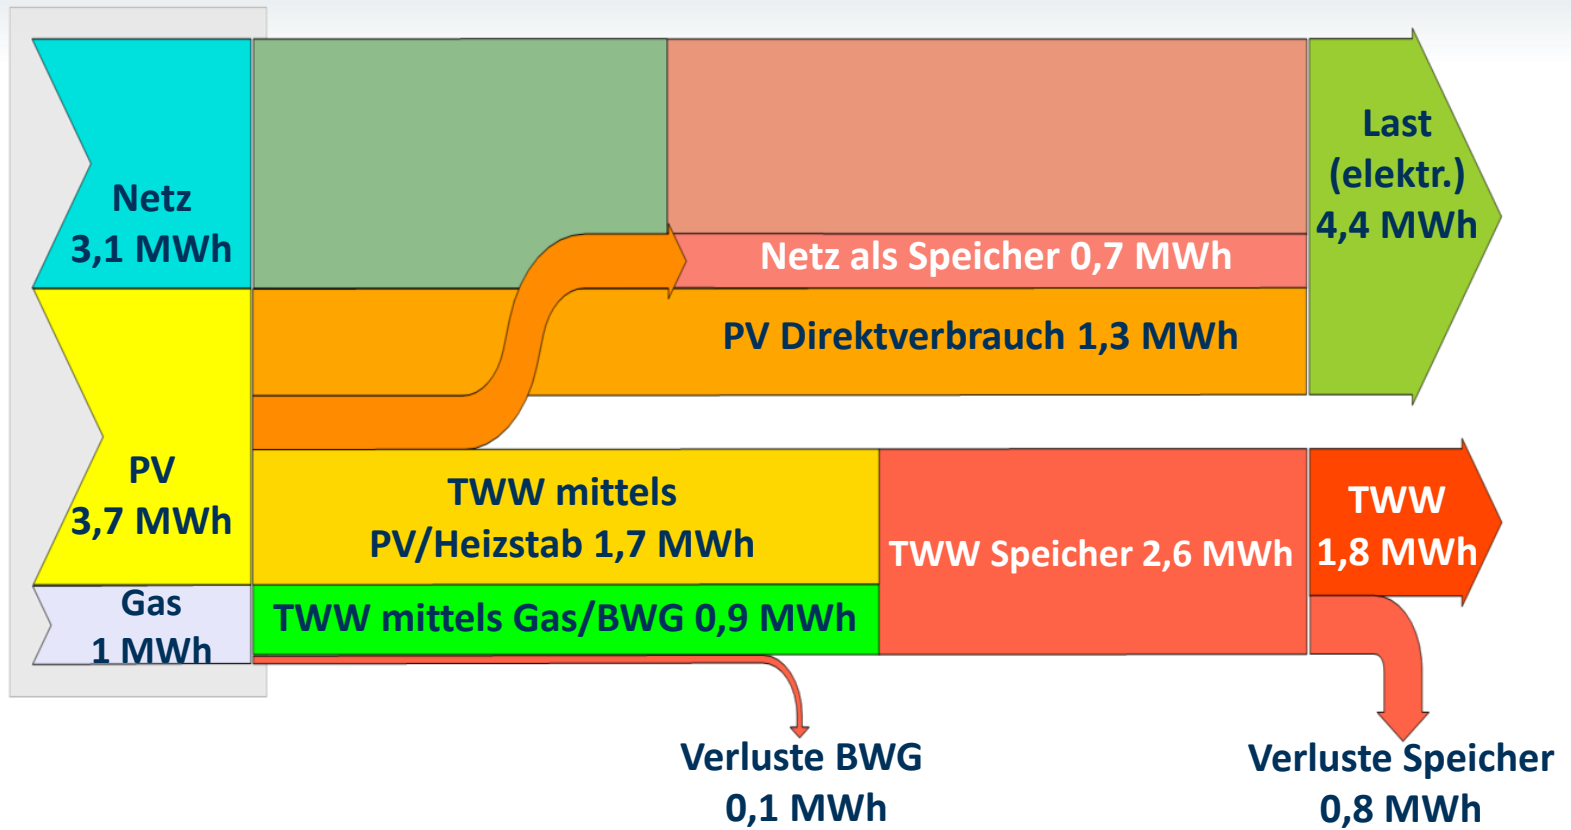 Netz
3,1 MWh
Last
(elektr.)
4,4 MWh
Netz als Speicher 0,7 MWh
PV Direktverbrauch 1,3 MWh
PV
3,7 MWh
TWW mittels
PV/Heizstab 1,7 MWh
TWW Speicher 2,6 MWh
TWW
1,8 MWh
Gas
1 MWh
TWW mittels Gas/BWG 0,9 MWh
Verluste BWG
0,1 MWh
Verluste Speicher
0,8 MWh